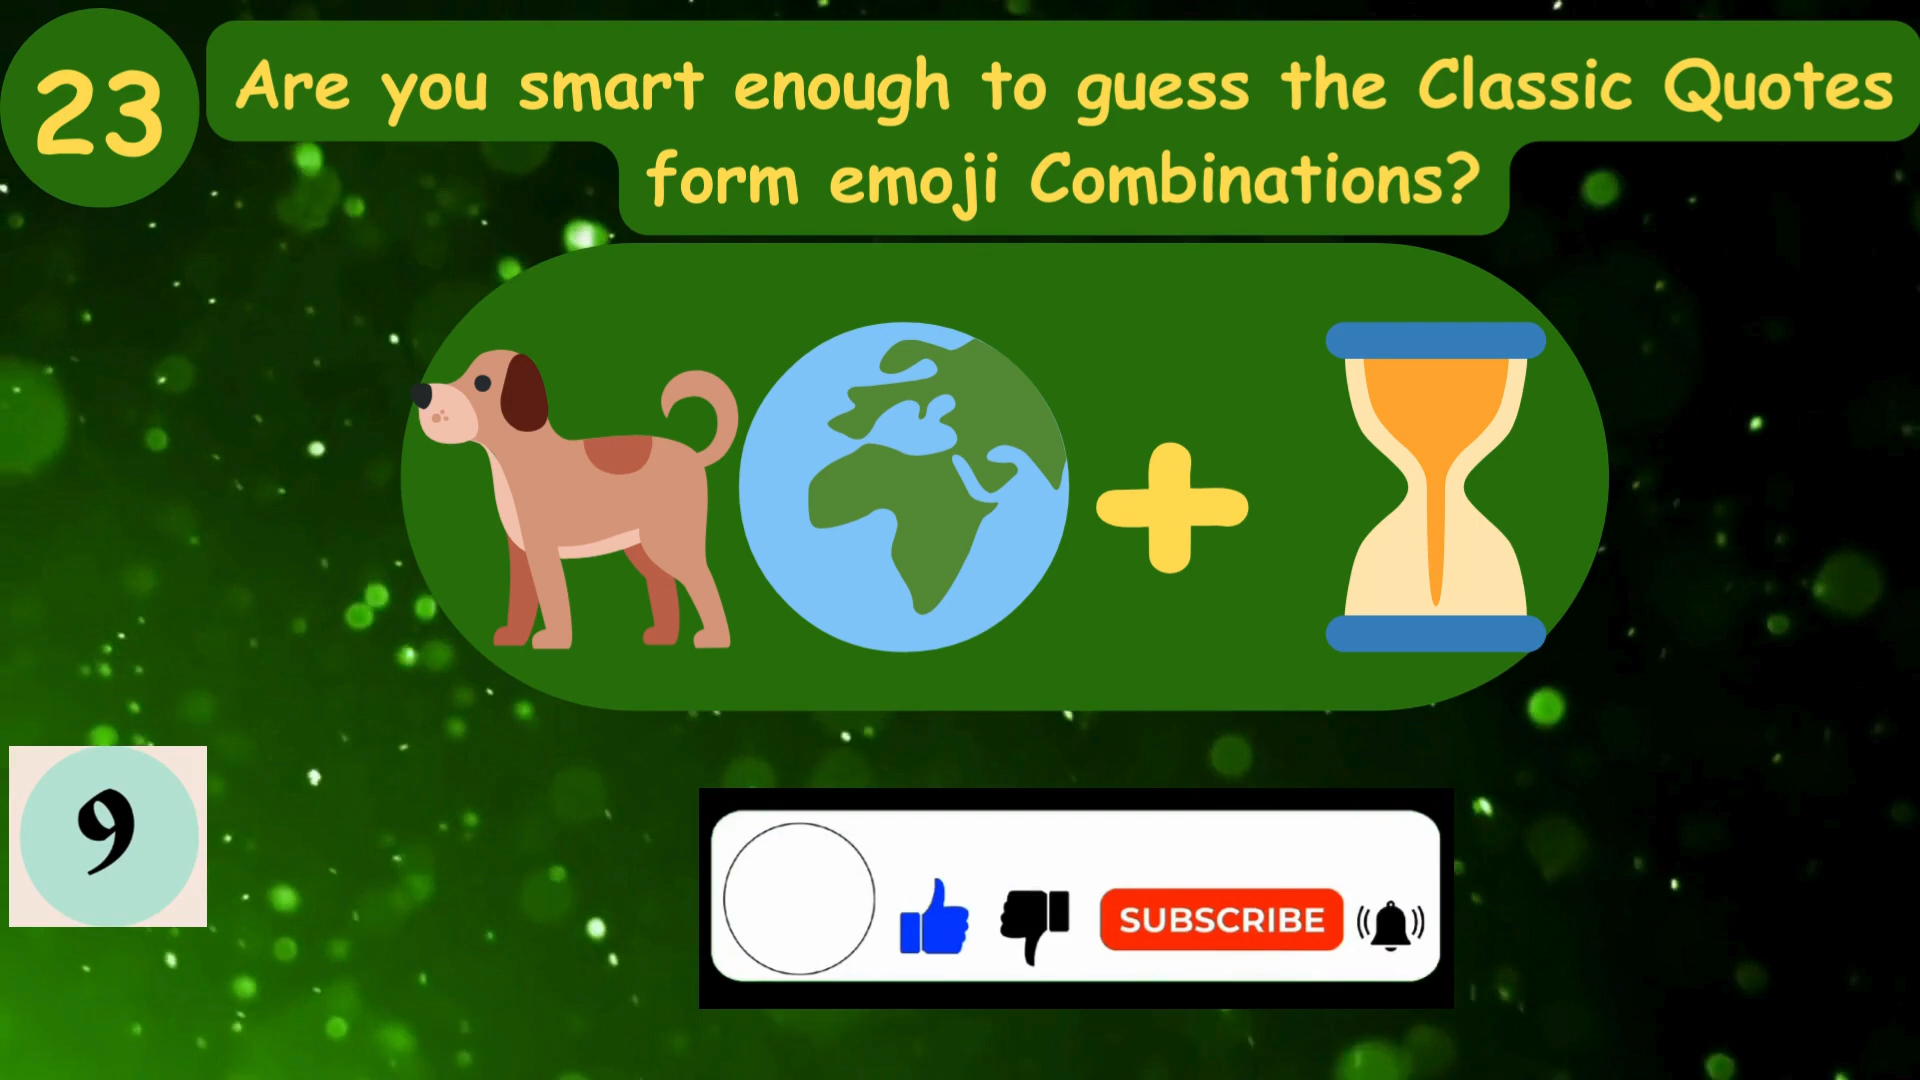 23
Are you smart enough to guess the Classic Quotes
form emoji Combinations?
9
SUBSCRIBE